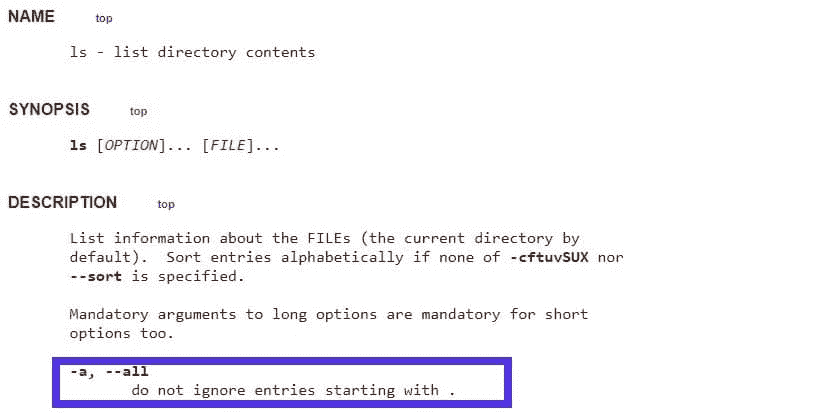 NAME top
ls - list directory contents
SYNOPSIS top
ls [OPTION]... [FILE]...
DESCRIPTION top
List information about the FILEs (the current directory by
default).  Sort entries alphabetically if none of -cftuvSUX nor
--sort is specified.
Mandatory arguments to long options are mandatory for short
options too.
-a, --all
do not ignore entries starting with .